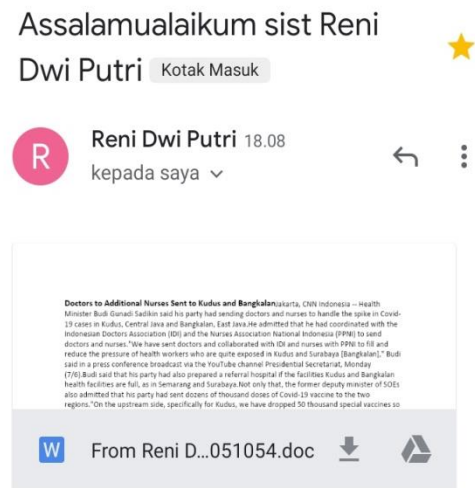 Assalamualaikum sist Reni
Dwi Putri Kotak Masuk
R
Reni Dwi Putri 18.08
kepada saya
Doctors to Additional Nurses Sent to Kudus and BangkalanJakarta, CNN Indonesia -- Health
Minister Budi Gunadi Sadikin said his party had sending doctors and nurses to handle the spike in Covid-
19 cases in Kudus, Central Java and Bangkalan, East Java.He admitted that he had coordinated with the
Indonesian Doctors Association (IDI) and the Nurses Association National Indonesia (PPNI) to send
doctors and nurses."We have sent doctors and collaborated with IDI and nurses with PPNI to fill and
reduce the pressure of health workers who are quite exposed in Kudus and Surabaya [Bangkalan]," Budi
said in a press conference broadcast via the YouTube channel Presidential Secretariat, Monday
(7/6).Budi said that his party had also prepared a referral hospital if the facilities Kudus and Bangkalan
health facilities are full, as in Semarang and Surabaya.Not only that, the former deputy minister of SOEs
also admitted that his party had sent dozens of thousand doses of Covid-19 vaccine to the two
regions."On the upstream side, specifically for Kudus, we have dropped 50 thousand special vaccines so
W
From Reni D...051054.doc